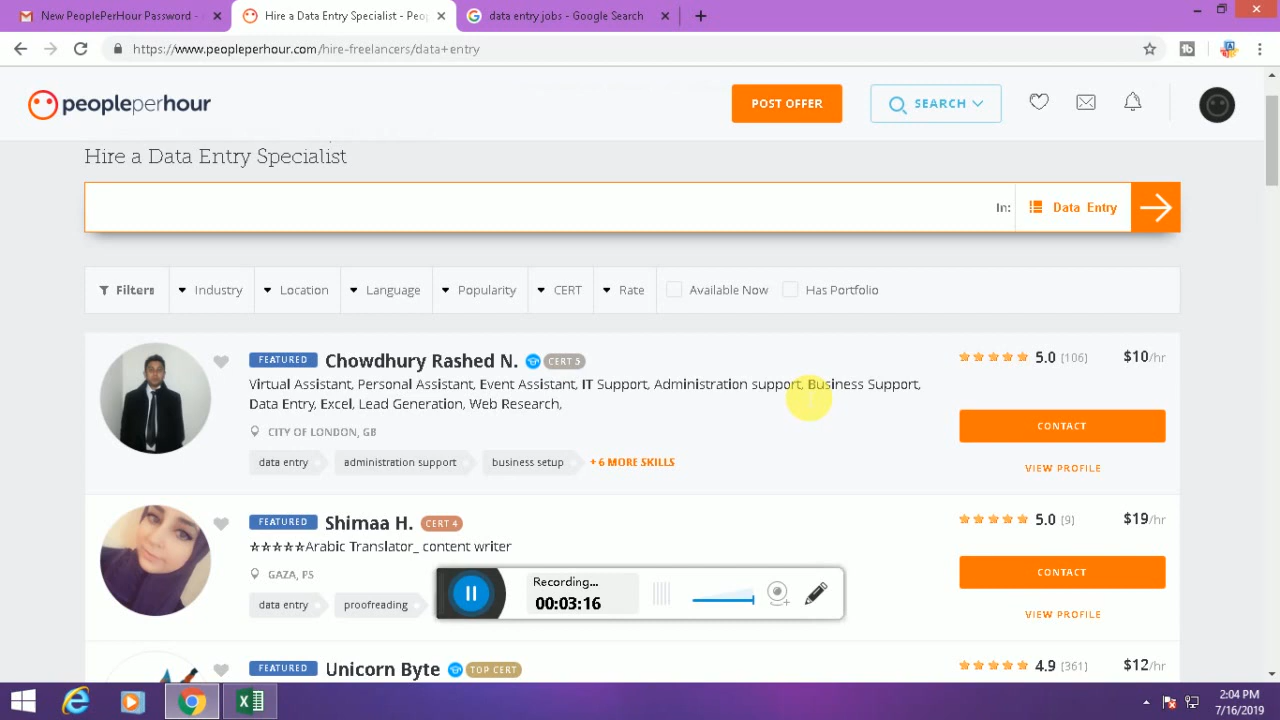 New PeoplePerHour Password -
Hire a Data Entry Specialist - Peo
data entry jobs - Google Search
https://www.peopleperhour.com/hire-freelancers/data+entry
peopleperhour
POST OFFER
SEARCH
Hire a Data Entry Specialist
In: Data Entry
Filters Industry Location Language Popularity CERT Rate Available Now Has Portfolio
FEATURED Chowdhury Rashed N. CERT 5 5.0 (106) $10/hr
Virtual Assistant, Personal Assistant, Event Assistant, IT Support, Administration support, Business Support,
Data Entry, Excel, Lead Generation, Web Research,
CONTACT
CITY OF LONDON, GB
data entry administration support business setup + 6 MORE SKILLS
VIEW PROFILE
FEATURED Shimaa H. CERT 4 5.0 (9) $19/hr
☆☆☆☆☆Arabic Translator_ content writer
GAZA, PS
CONTACT
data entry proofreading
VIEW PROFILE
Recording...
00:03:16
FEATURED Unicorn Byte TOP CERT 4.9 (361) $12/hr
2:04 PM
7/16/2019